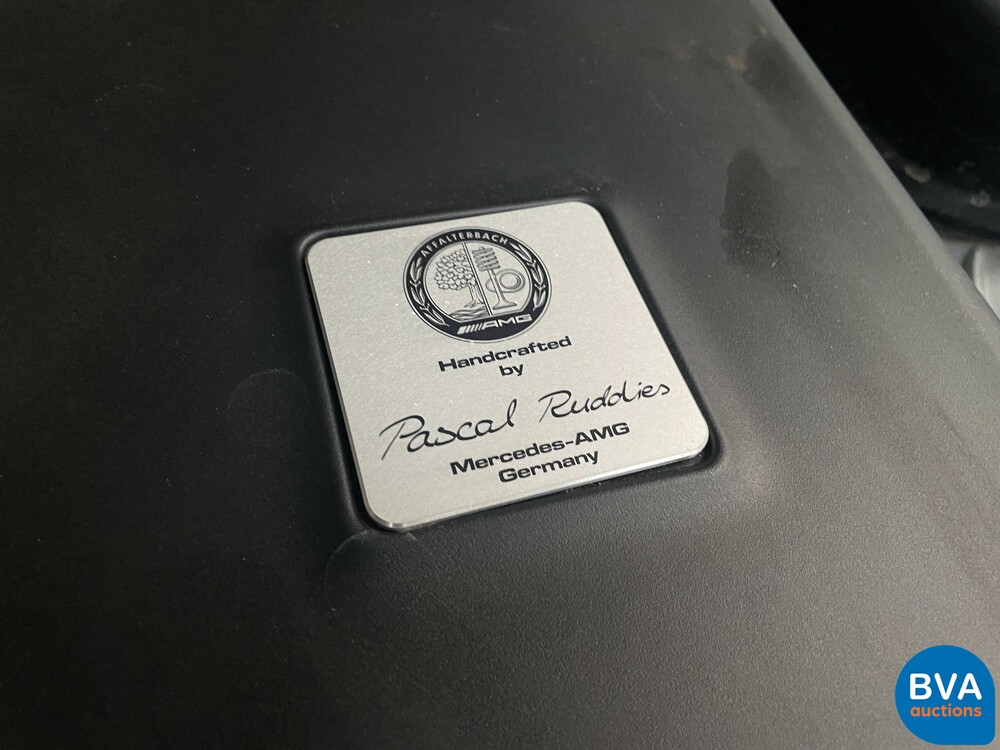 AFFALTERBACH
AMG
Handcrafted
by
Pascal Ruddies
Mercedes-AMG
Germany
BVA
auctions